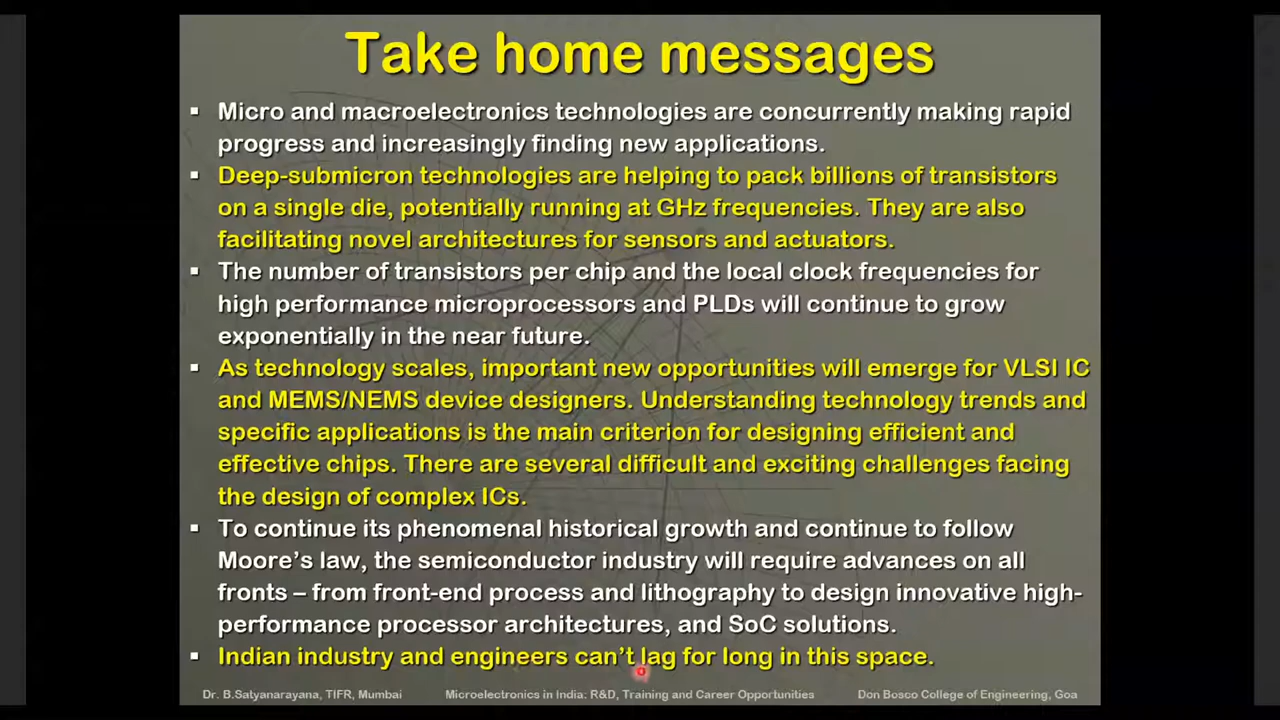 Take home messages
▪ Micro and macroelectronics technologies are concurrently making rapid
progress and increasingly finding new applications.
▪ Deep-submicron technologies are helping to pack billions of transistors
on a single die, potentially running at GHz frequencies. They are also
facilitating novel architectures for sensors and actuators.
▪ The number of transistors per chip and the local clock frequencies for
high performance microprocessors and PLDs will continue to grow
exponentially in the near future.
▪ As technology scales, important new opportunities will emerge for VLSI IC
and MEMS/NEMS device designers. Understanding technology trends and
specific applications is the main criterion for designing efficient and
effective chips. There are several difficult and exciting challenges facing
the design of complex ICs.
▪ To continue its phenomenal historical growth and continue to follow
Moore’s law, the semiconductor industry will require advances on all
fronts – from front-end process and lithography to design innovative high-
performance processor architectures, and SoC solutions.
▪ Indian industry and engineers can’t lag for long in this space.
Dr. B.Satyanarayana, TIFR, Mumbai Microelectronics in India: R&D, Training and Career Opportunities Don Bosco College of Engineering, Goa